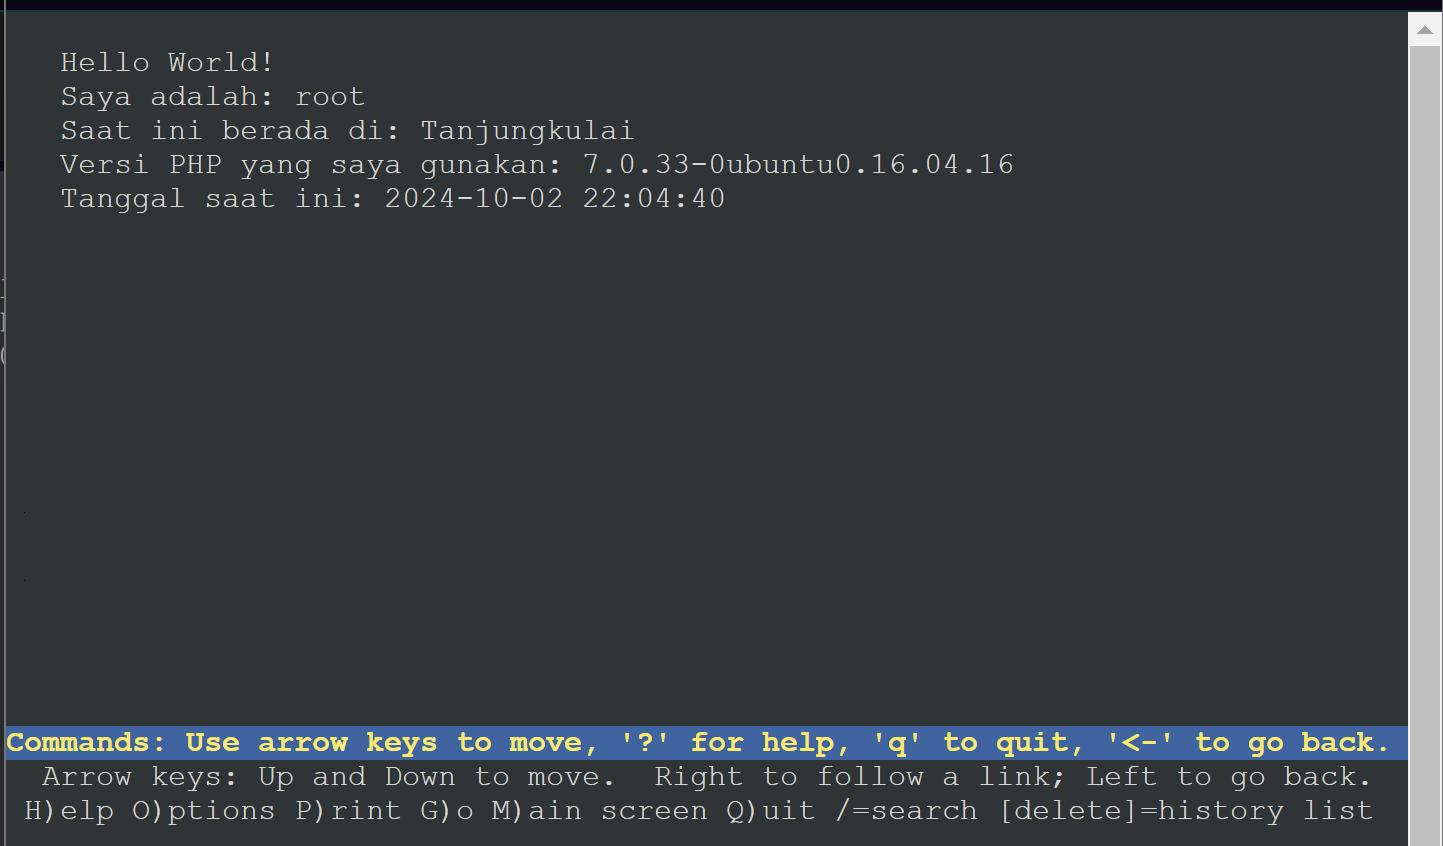 Hello World!
Saya adalah: root
Saat ini berada di: Tanjungkulai
Versi PHP yang saya gunakan: 7.0.33-0ubuntu0.16.04.16
Tanggal saat ini: 2024-10-02 22:04:40
Commands: Use arrow keys to move, '?' for help, 'q' to quit, '<-' to go back.
Arrow keys: Up and Down to move.  Right to follow a link; Left to go back.
H)elp O)ptions P)rint G)o M)ain screen Q)uit /=search [delete]=history list